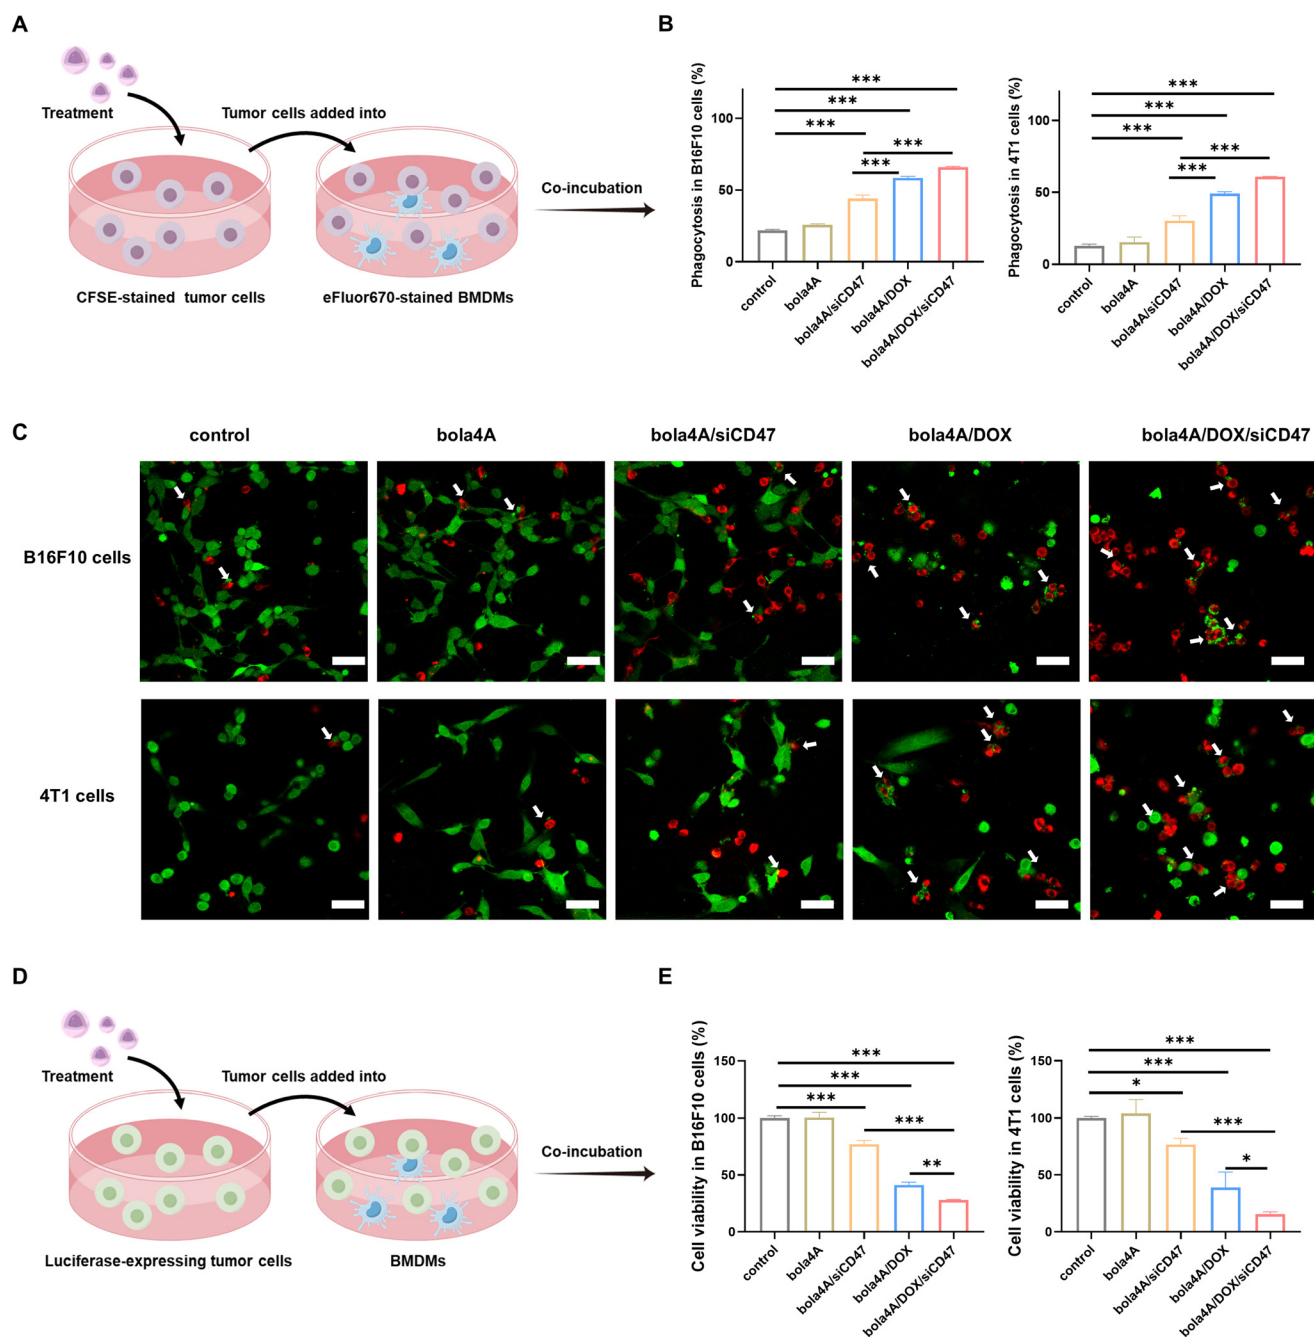 A
Treatment
Tumor cells added into
Co-incubation
CFSE-stained tumor cells
eFluor670-stained BMDMs
B
Phagocytosis in B16F10 cells (%)
100
50
0
***
***
***
***
***
control
bola4A
bola4A/siCD47
bola4A/DOX
bola4A/DOX/siCD47
Phagocytosis in 4T1 cells (%)
100
50
0
***
***
***
***
***
control
bola4A
bola4A/siCD47
bola4A/DOX
bola4A/DOX/siCD47
C
control
bola4A
bola4A/siCD47
bola4A/DOX
bola4A/DOX/siCD47
B16F10 cells
4T1 cells
D
Treatment
Tumor cells added into
Co-incubation
Luciferase-expressing tumor cells
BMDMs
E
Cell viability in B16F10 cells (%)
150
100
50
0
***
***
***
***
**
control
bola4A
bola4A/siCD47
bola4A/DOX
bola4A/DOX/siCD47
Cell viability in 4T1 cells (%)
150
100
50
0
***
***
*
***
*
control
bola4A
bola4A/siCD47
bola4A/DOX
bola4A/DOX/siCD47